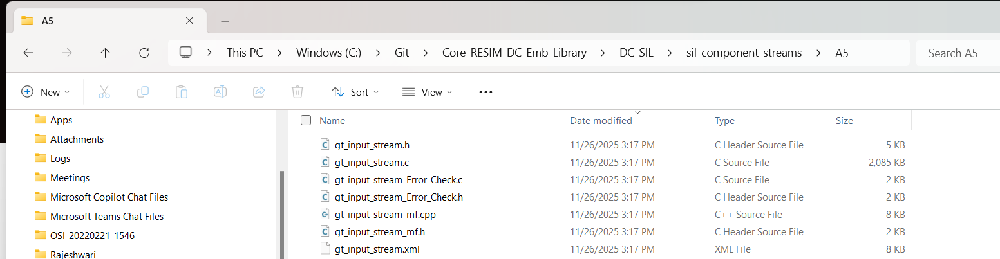 A5
This PC > Windows (C:) > Git > Core_RESIM_DC_Emb_Library > DC_SIL > sil_component_streams > A5
Search A5
New
Sort
View
Apps
Attachments
Logs
Meetings
Microsoft Copilot Chat Files
Microsoft Teams Chat Files
OSI_20220221_1546
Rajeshwari
Name Date modified Type Size
gt_input_stream.h 11/26/2025 3:17 PM C Header Source File 5 KB
gt_input_stream.c 11/26/2025 3:17 PM C Source File 2,085 KB
gt_input_stream_Error_Check.c 11/26/2025 3:17 PM C Source File 2 KB
gt_input_stream_Error_Check.h 11/26/2025 3:17 PM C Header Source File 2 KB
gt_input_stream_mf.cpp 11/26/2025 3:17 PM C++ Source File 8 KB
gt_input_stream_mf.h 11/26/2025 3:17 PM C Header Source File 2 KB
gt_input_stream.xml 11/26/2025 3:17 PM XML File 8 KB